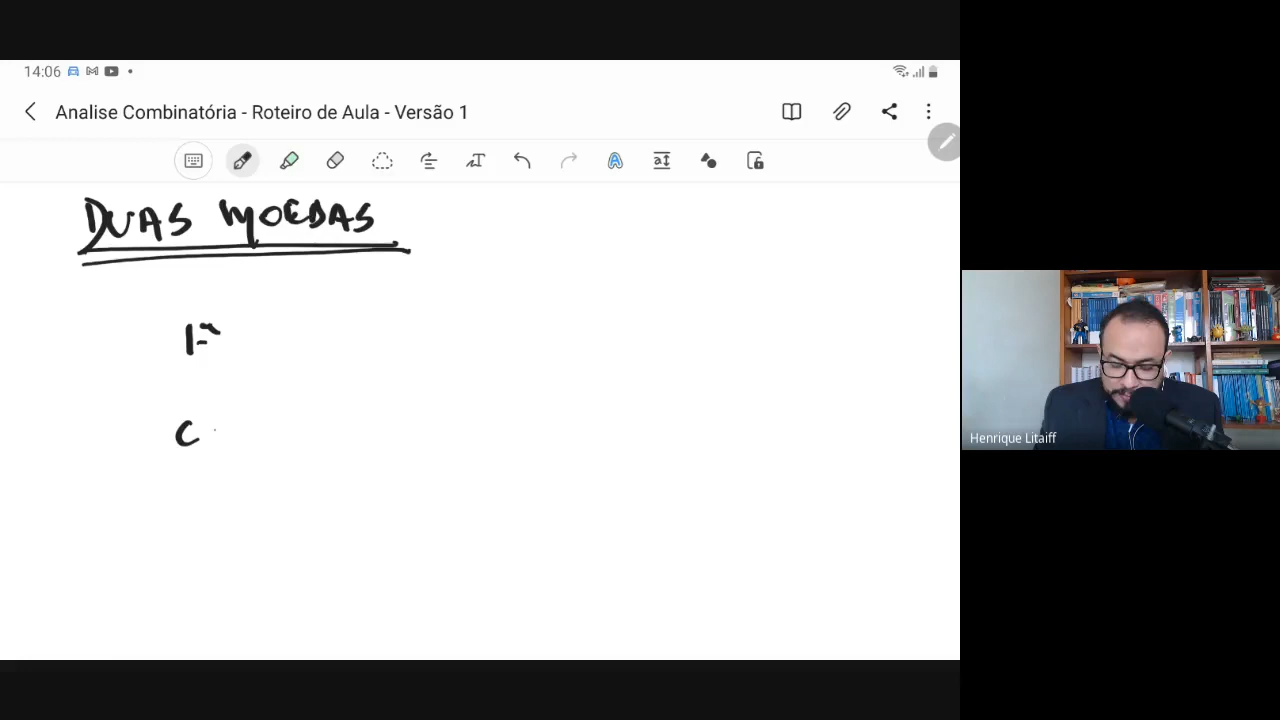 14:06
Analise Combinatória - Roteiro de Aula - Versão 1
DUAS MOEDAS
1ª
C
Henrique Litaiff